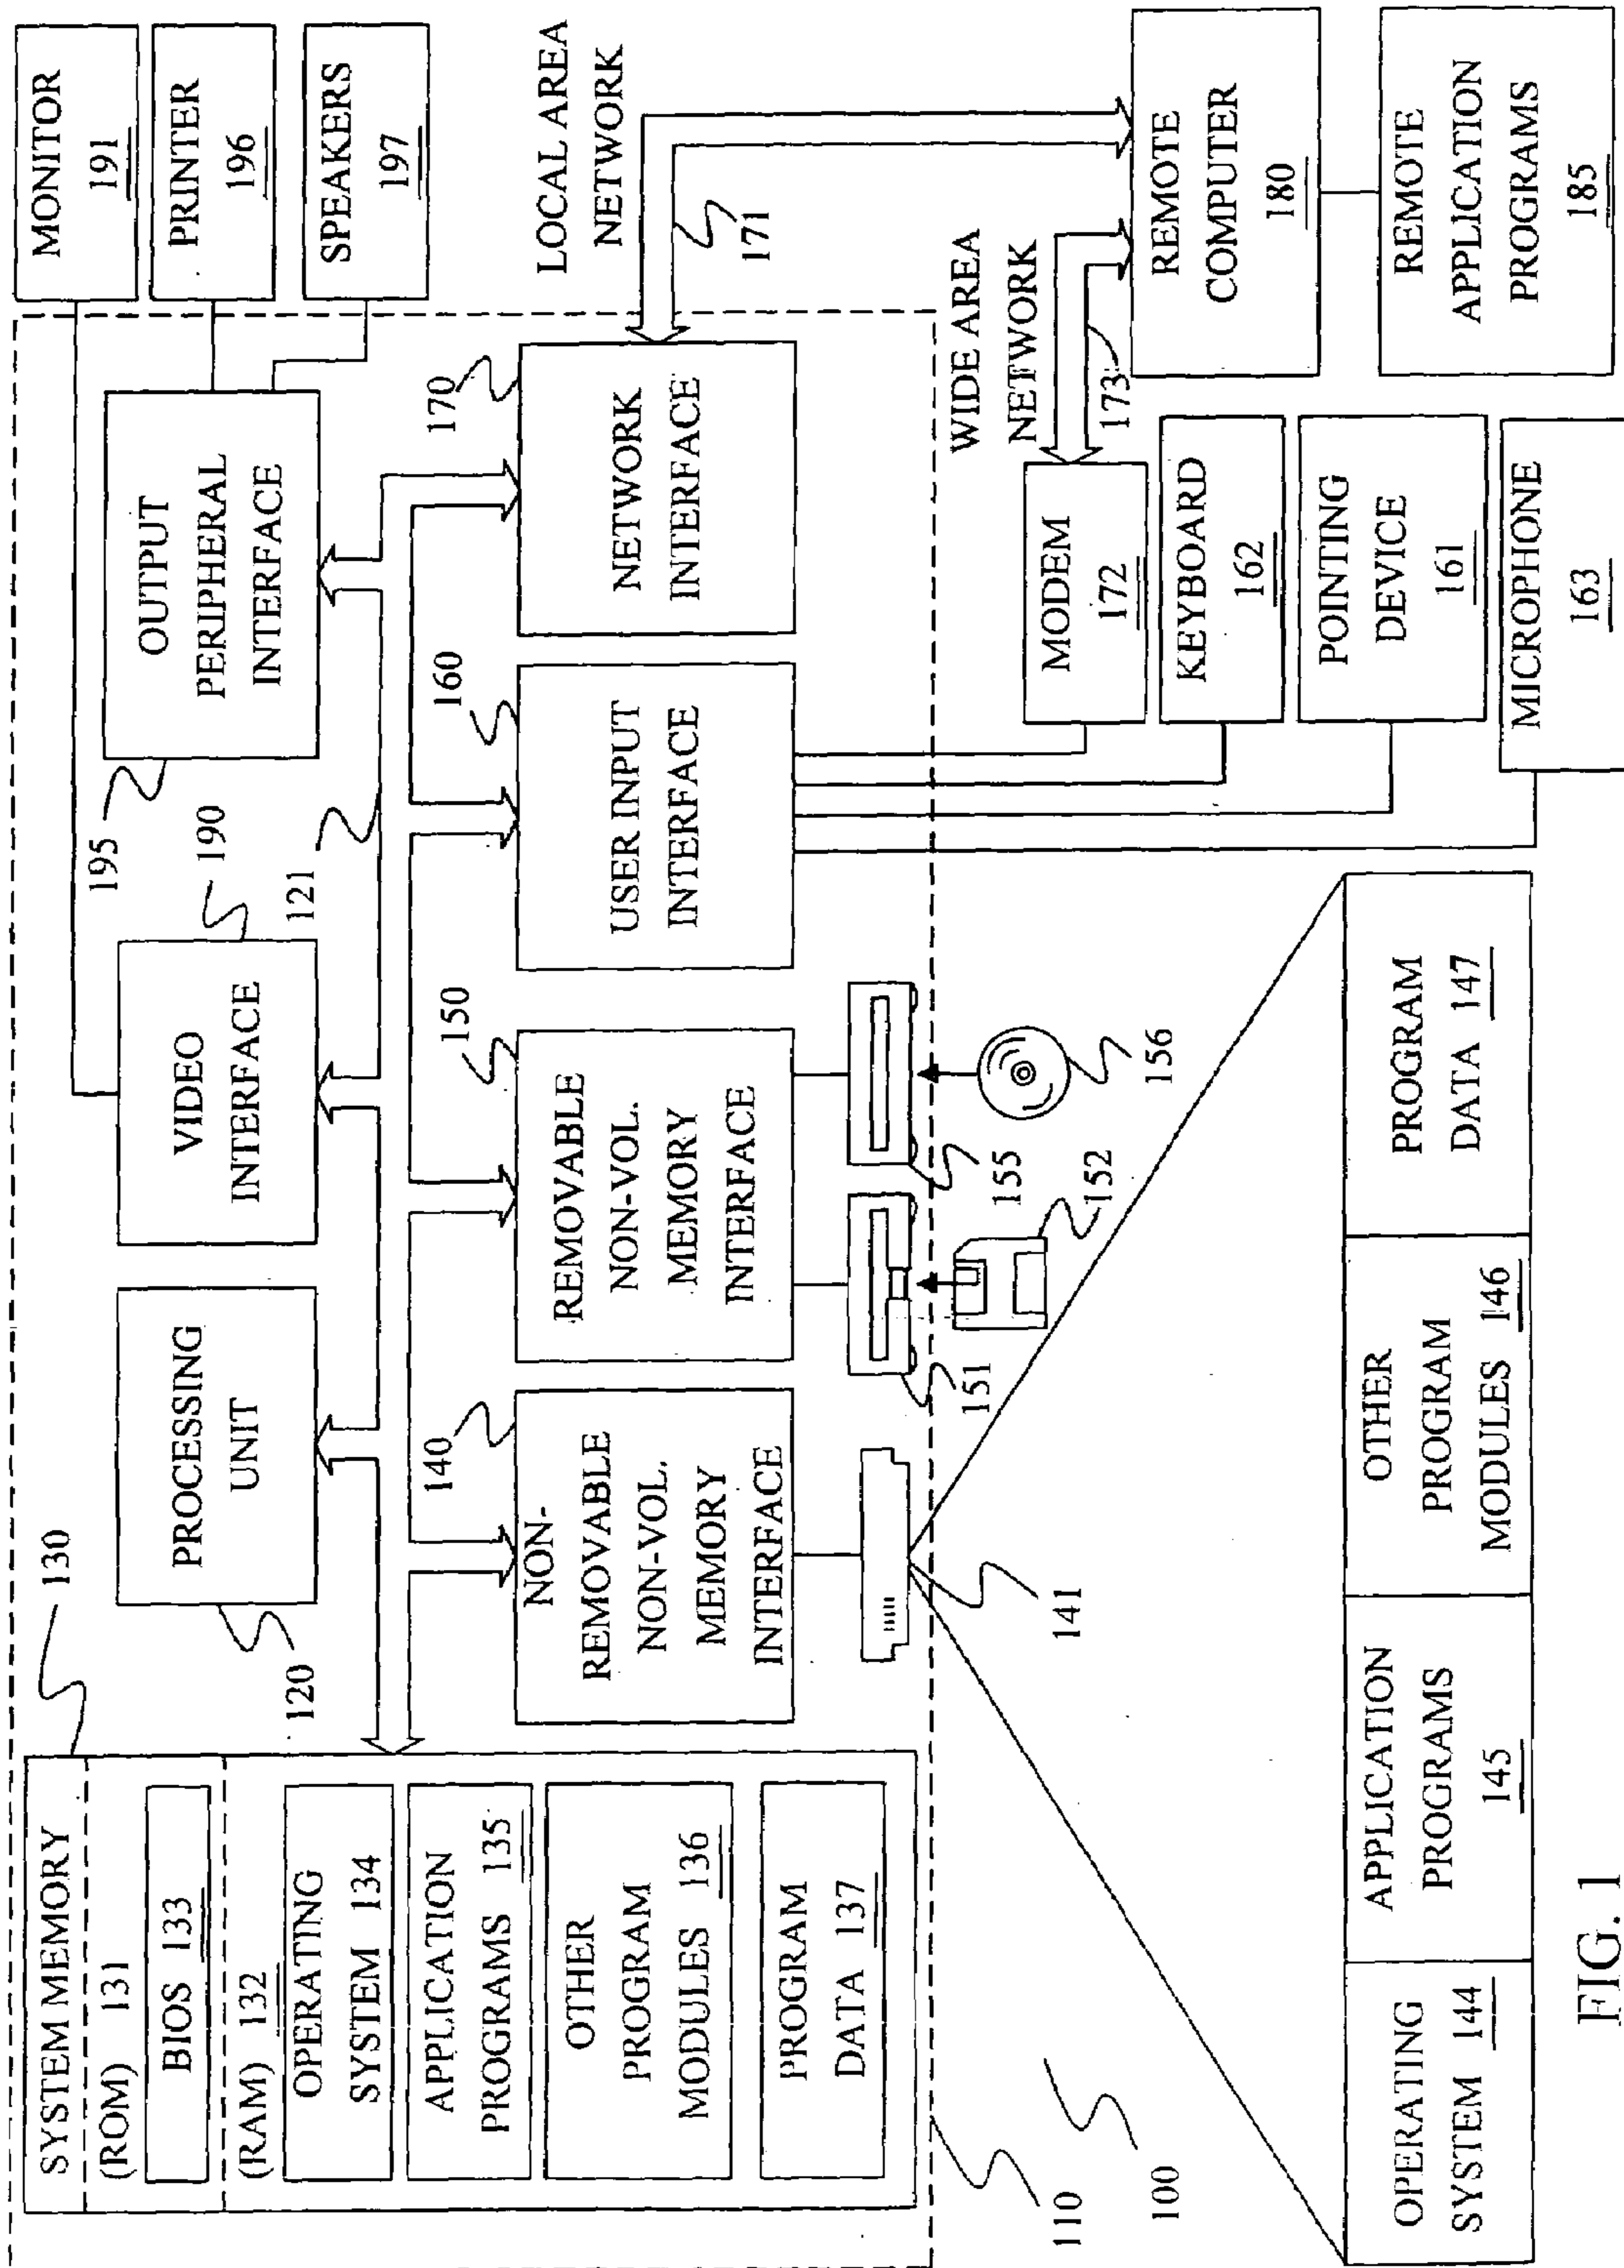 SYSTEM MEMORY
(ROM) 131
BIOS 133
(RAM) 132
OPERATING
SYSTEM 134
APPLICATION
PROGRAMS 135
OTHER
PROGRAM
MODULES 136
PROGRAM
DATA 137
130
PROCESSING
UNIT
120
VIDEO
INTERFACE
190
121
OUTPUT
PERIPHERAL
INTERFACE
195
MONITOR
191
PRINTER
196
SPEAKERS
197
140
NON-
REMOVABLE
NON-VOL.
MEMORY
INTERFACE
150
REMOVABLE
NON-VOL.
MEMORY
INTERFACE
160
USER INPUT
INTERFACE
170
NETWORK
INTERFACE
LOCAL AREA
NETWORK
171
141
151
152
155
156
WIDE AREA
NETWORK
173
MODEM
172
KEYBOARD
162
POINTING
DEVICE
161
MICROPHONE
163
REMOTE
COMPUTER
180
REMOTE
APPLICATION
PROGRAMS
185
110
100
OPERATING
SYSTEM 144
APPLICATION
PROGRAMS
145
OTHER
PROGRAM
MODULES 146
PROGRAM
DATA 147
FIG. 1